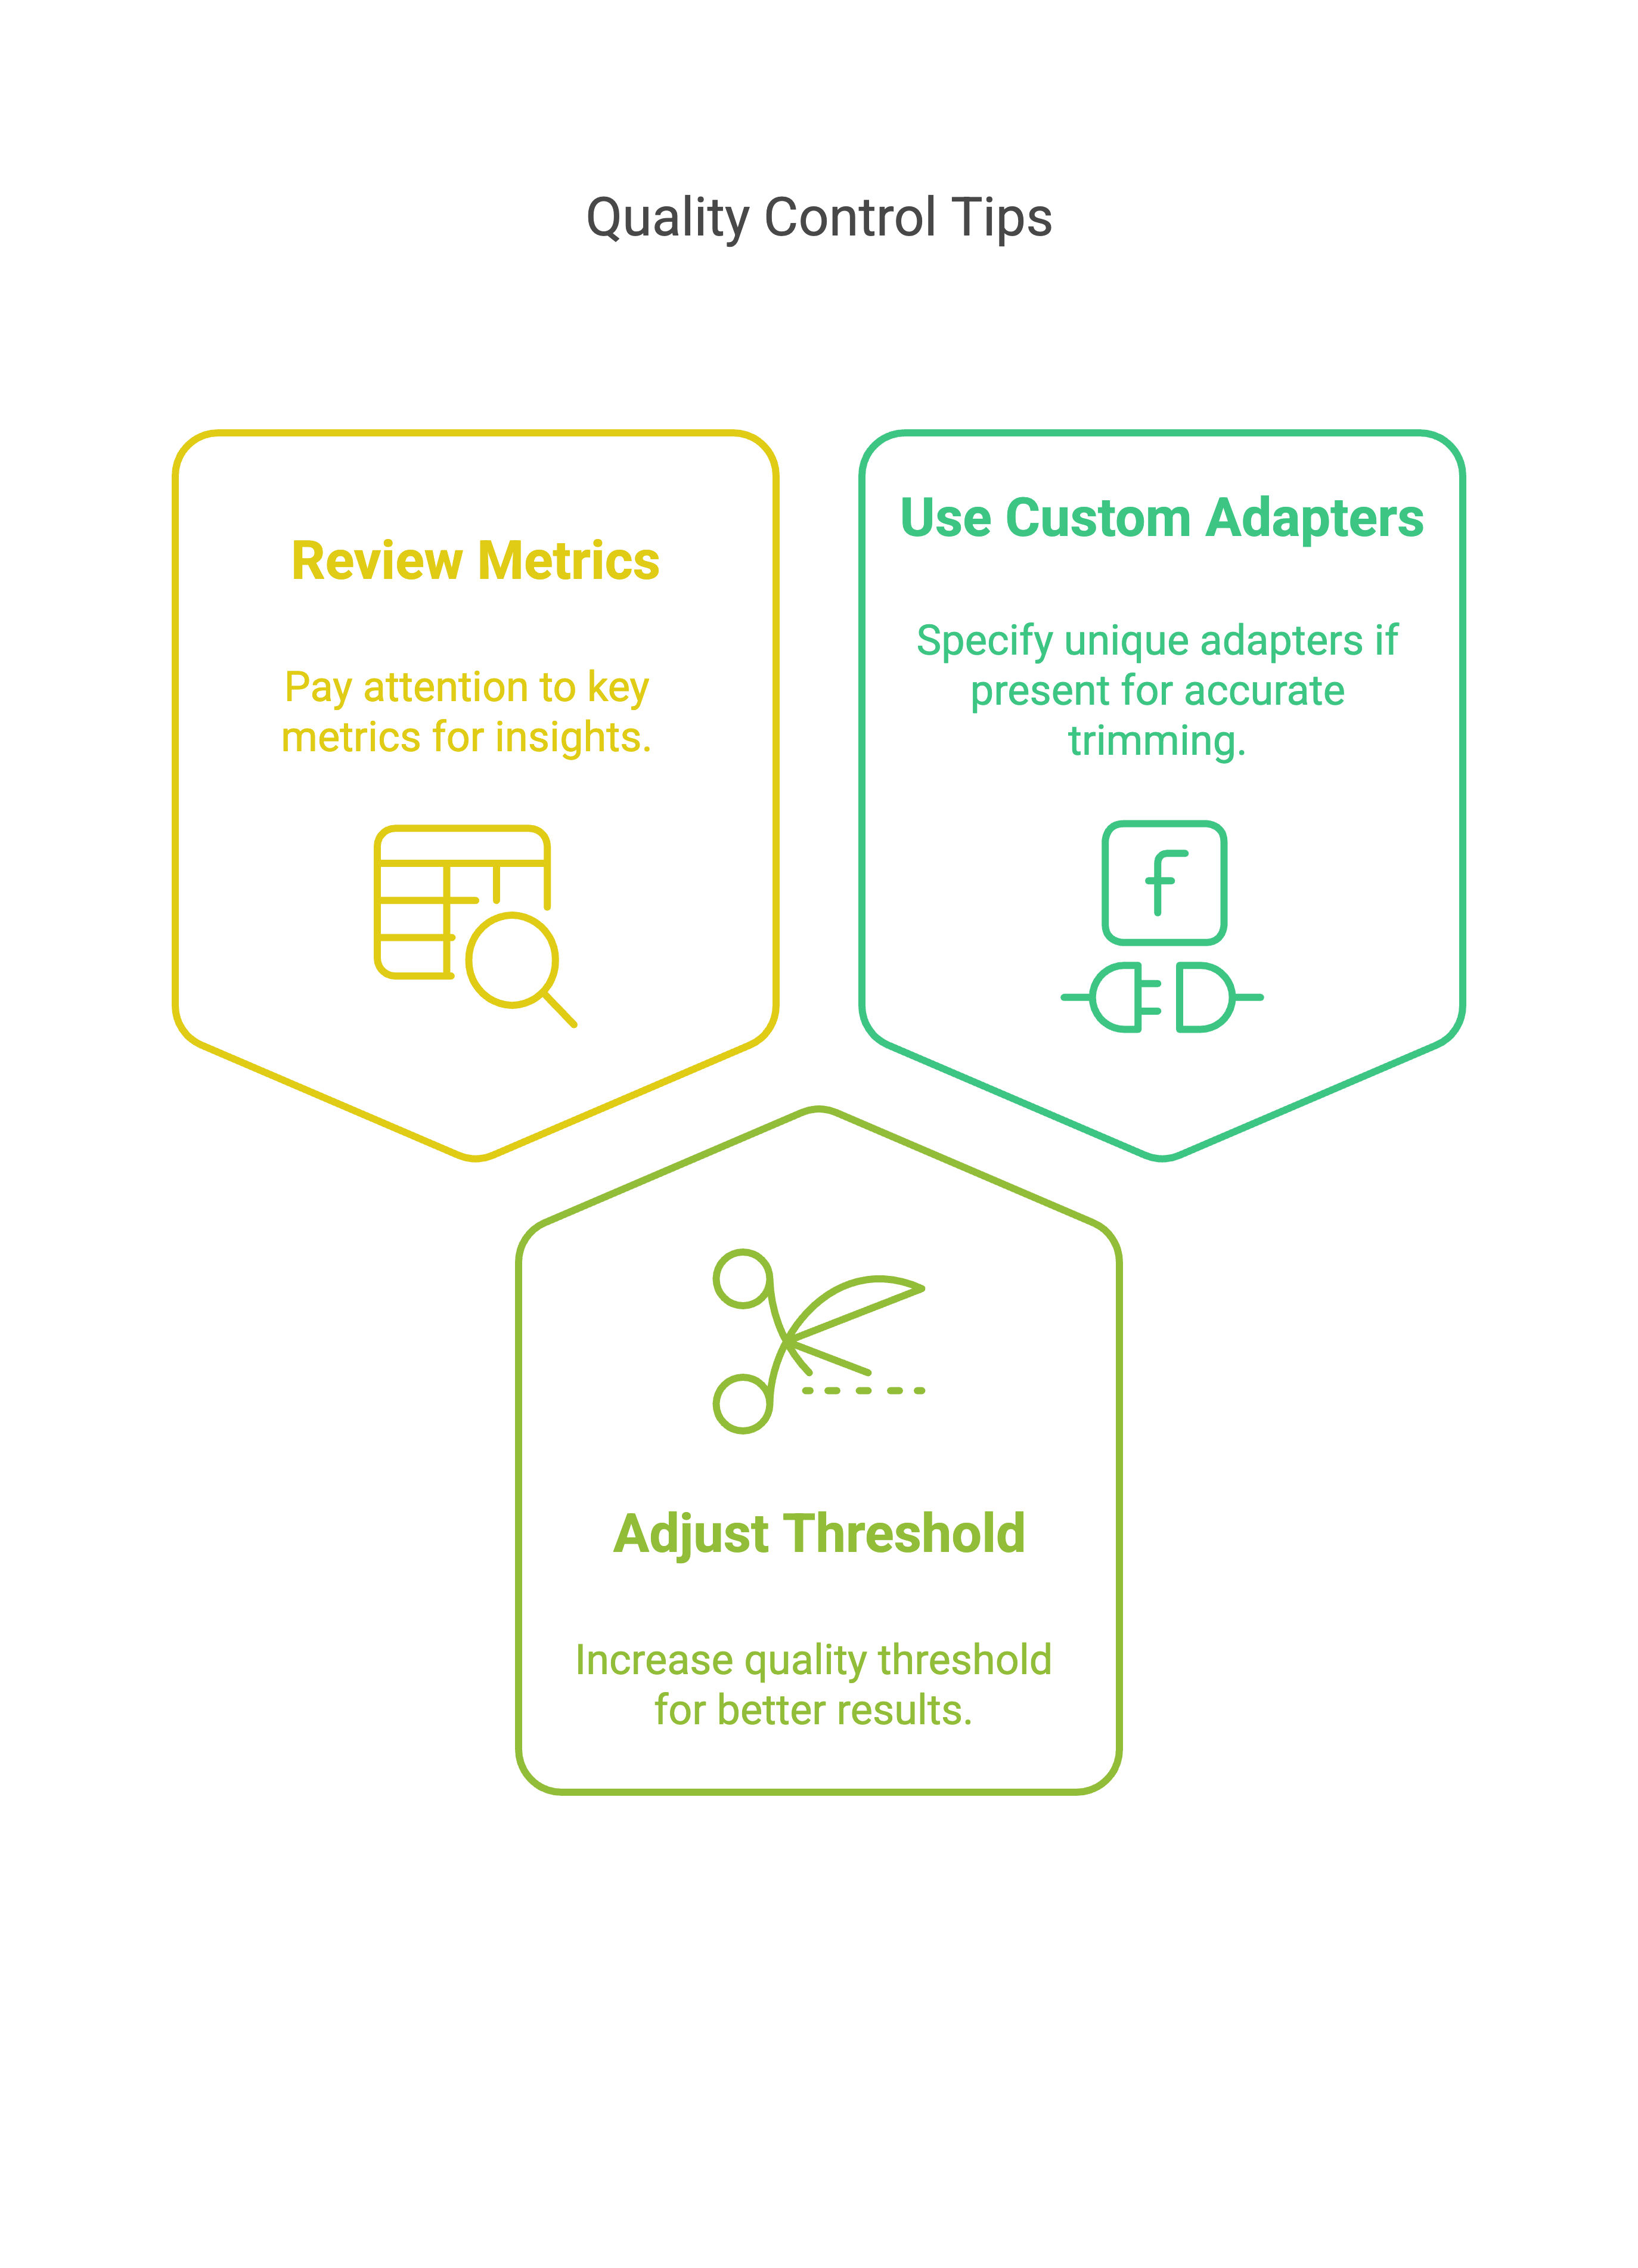 Quality Control Tips
Review Metrics
Pay attention to key
metrics for insights.
Use Custom Adapters
Specify unique adapters if
present for accurate
trimming.
f
Adjust Threshold
Increase quality threshold
for better results.